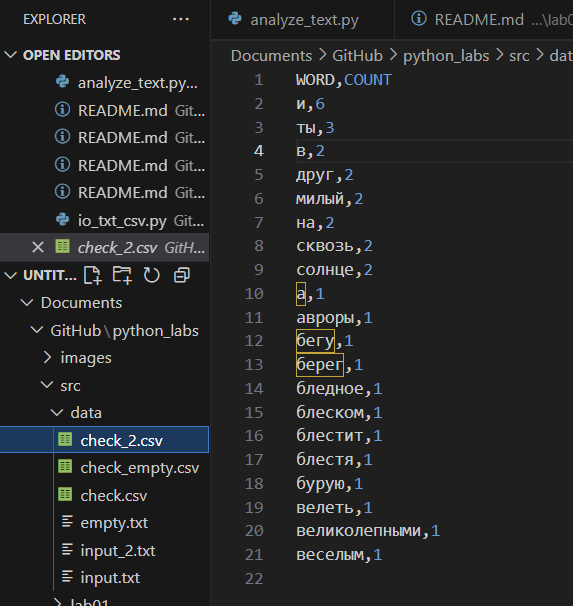 EXPLORER
OPEN EDITORS
analyze_text.py...
README.md Git...
README.md Git...
README.md Git...
README.md Git...
io_txt_csv.py Git...
check_2.csv GitH...
UNTIT...
Documents
GitHub\python_labs
images
src
data
check_2.csv
check_empty.csv
check.csv
empty.txt
input_2.txt
input.txt
lab01
analyze_text.py README.md ...\lab0
Documents > GitHub > python_labs > src > dat
1 WORD,COUNT
2 и,6
3 ты,3
4 в,2
5 друг,2
6 милый,2
7 на,2
8 сквозь,2
9 солнце,2
10 а,1
11 авроры,1
12 бегу,1
13 берег,1
14 бледное,1
15 блеском,1
16 блестит,1
17 блестя,1
18 бурую,1
19 велеть,1
20 великолепными,1
21 веселым,1
22